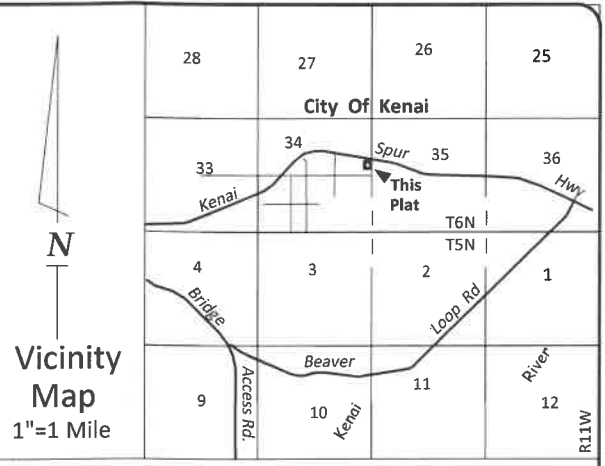 28
27
26
25
City Of Kenai
33
34
35
36
Kenai
Spur
Hwy
This
Plat
T6N
T5N
N
4
3
2
1
Bridge
Access Rd.
Beaver
Loop Rd
9
10
11
12
Kenai
River
R11W
Vicinity
Map
1"=1 Mile